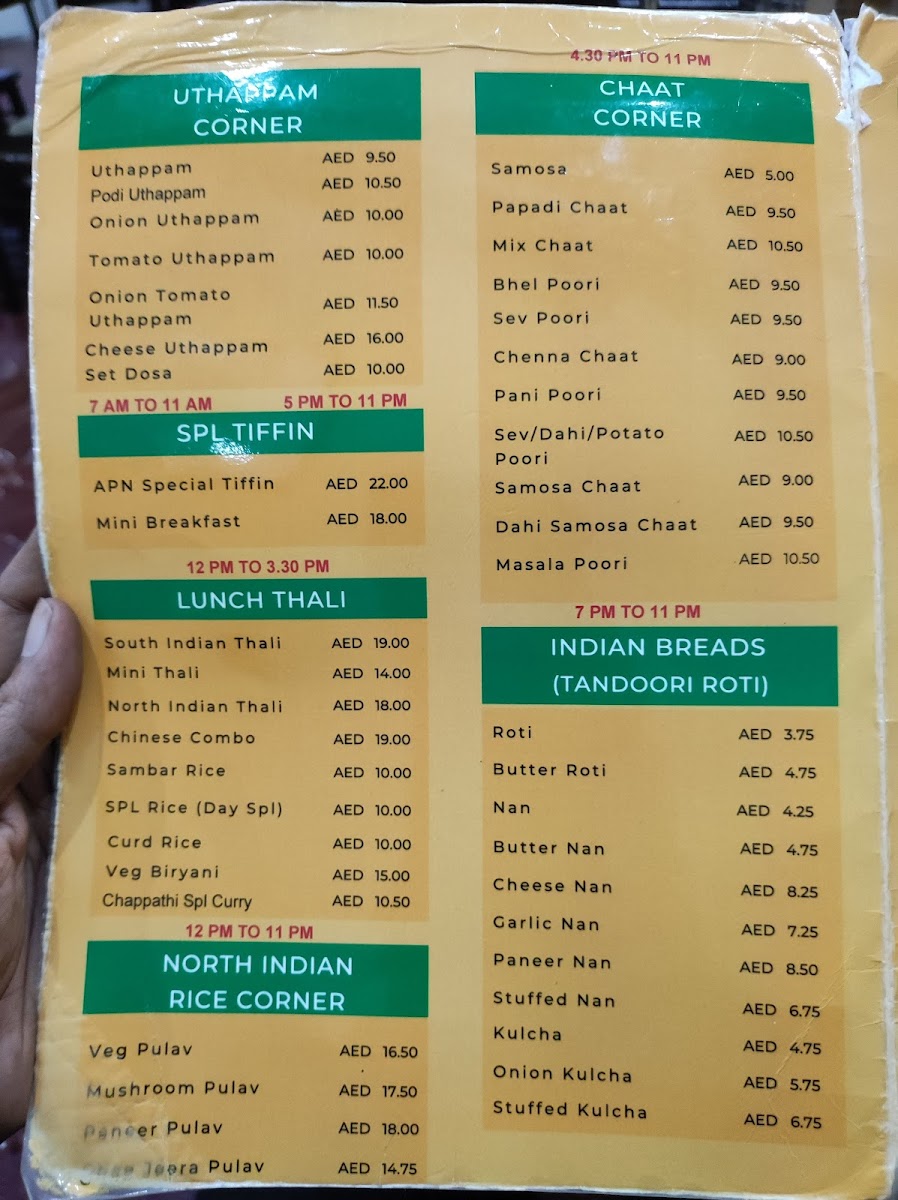 UTHAPPAM
CORNER
Uthappam AED 9.50
Podi Uthappam AED 10.50
Onion Uthappam AED 10.00
Tomato Uthappam AED 10.00
Onion Tomato
Uthappam AED 11.50
Cheese Uthappam AED 16.00
Set Dosa AED 10.00
7 AM TO 11 AM 5 PM TO 11 PM
SPL TIFFIN
APN Special Tiffin AED 22.00
Mini Breakfast AED 18.00
12 PM TO 3.30 PM
LUNCH THALI
South Indian Thali AED 19.00
Mini Thali AED 14.00
North Indian Thali AED 18.00
Chinese Combo AED 19.00
Sambar Rice AED 10.00
SPL Rice (Day Spl) AED 10.00
Curd Rice AED 10.00
Veg Biryani AED 15.00
Chappathi Spl Curry AED 10.50
12 PM TO 11 PM
NORTH INDIAN
RICE CORNER
Veg Pulav AED 16.50
Mushroom Pulav AED 17.50
Paneer Pulav AED 18.00
Jeera Pulav AED 14.75
4.30 PM TO 11 PM
CHAAT
CORNER
Samosa AED 5.00
Papadi Chaat AED 9.50
Mix Chaat AED 10.50
Bhel Poori AED 9.50
Sev Poori AED 9.50
Chenna Chaat AED 9.00
Pani Poori AED 9.50
Sev/Dahi/Potato AED 10.50
Poori
Samosa Chaat AED 9.00
Dahi Samosa Chaat AED 9.50
Masala Poori AED 10.50
7 PM TO 11 PM
INDIAN BREADS
(TANDOORI ROTI)
Roti AED 3.75
Butter Roti AED 4.75
Nan AED 4.25
Butter Nan AED 4.75
Cheese Nan AED 8.25
Garlic Nan AED 7.25
Paneer Nan AED 8.50
Stuffed Nan AED 6.75
Kulcha AED 4.75
Onion Kulcha AED 5.75
Stuffed Kulcha AED 6.75